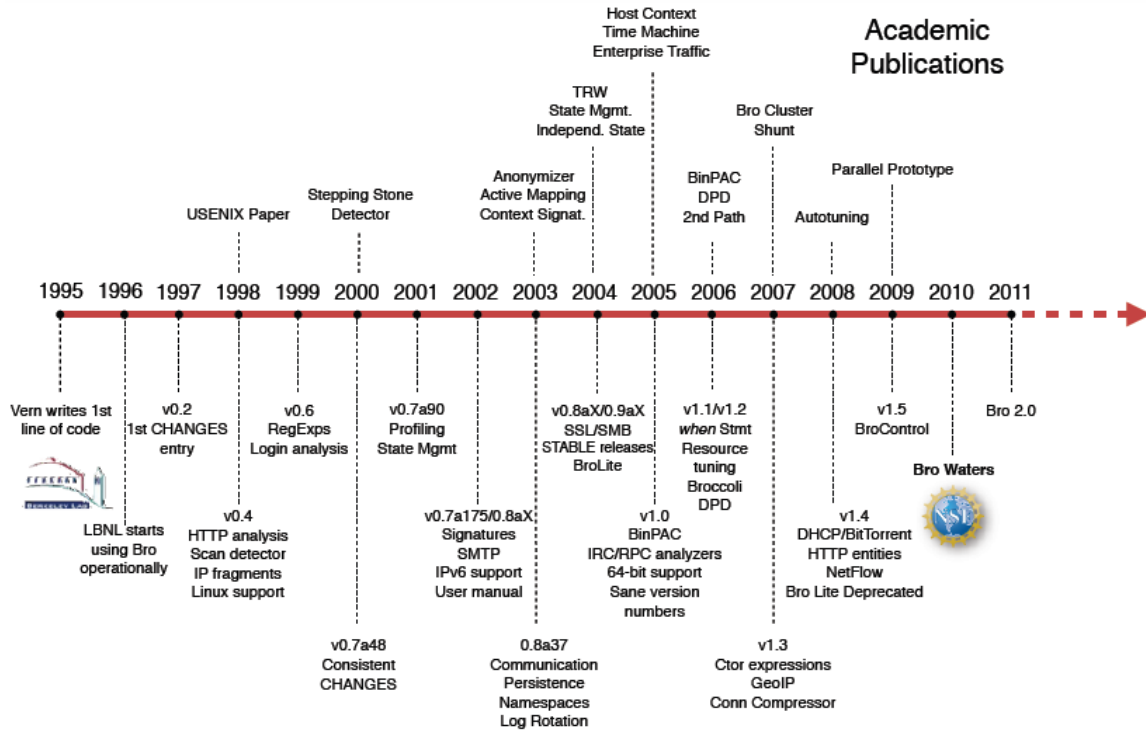 Academic
Publications
Host Context
Time Machine
Enterprise Traffic
TRW
State Mgmt.
Independ. State
Bro Cluster
Shunt
Anonymizer
Active Mapping
Context Signat.
BinPAC
DPD
2nd Path
Parallel Prototype
Stepping Stone
Detector
USENIX Paper
Autotuning
1995 1996 1997 1998 1999 2000 2001 2002 2003 2004 2005 2006 2007 2008 2009 2010 2011
Vern writes 1st
line of code
BERKELEY LAB
LBNL starts
using Bro
operationally
v0.2
1st CHANGES
entry
v0.4
HTTP analysis
Scan detector
IP fragments
Linux support
v0.6
RegExps
Login analysis
v0.7a48
Consistent
CHANGES
v0.7a90
Profiling
State Mgmt
v0.7a175/0.8aX
Signatures
SMTP
IPv6 support
User manual
0.8a37
Communication
Persistence
Namespaces
Log Rotation
v0.8aX/0.9aX
SSL/SMB
STABLE releases
BroLite
v1.0
BinPAC
IRC/RPC analyzers
64-bit support
Sane version
numbers
v1.1/v1.2
when Stmt
Resource
tuning
Broccoli
DPD
v1.3
Ctor expressions
GeoIP
Conn Compressor
v1.4
DHCP/BitTorrent
HTTP entities
NetFlow
Bro Lite Deprecated
v1.5
BroControl
Bro Waters
NSF
Bro 2.0